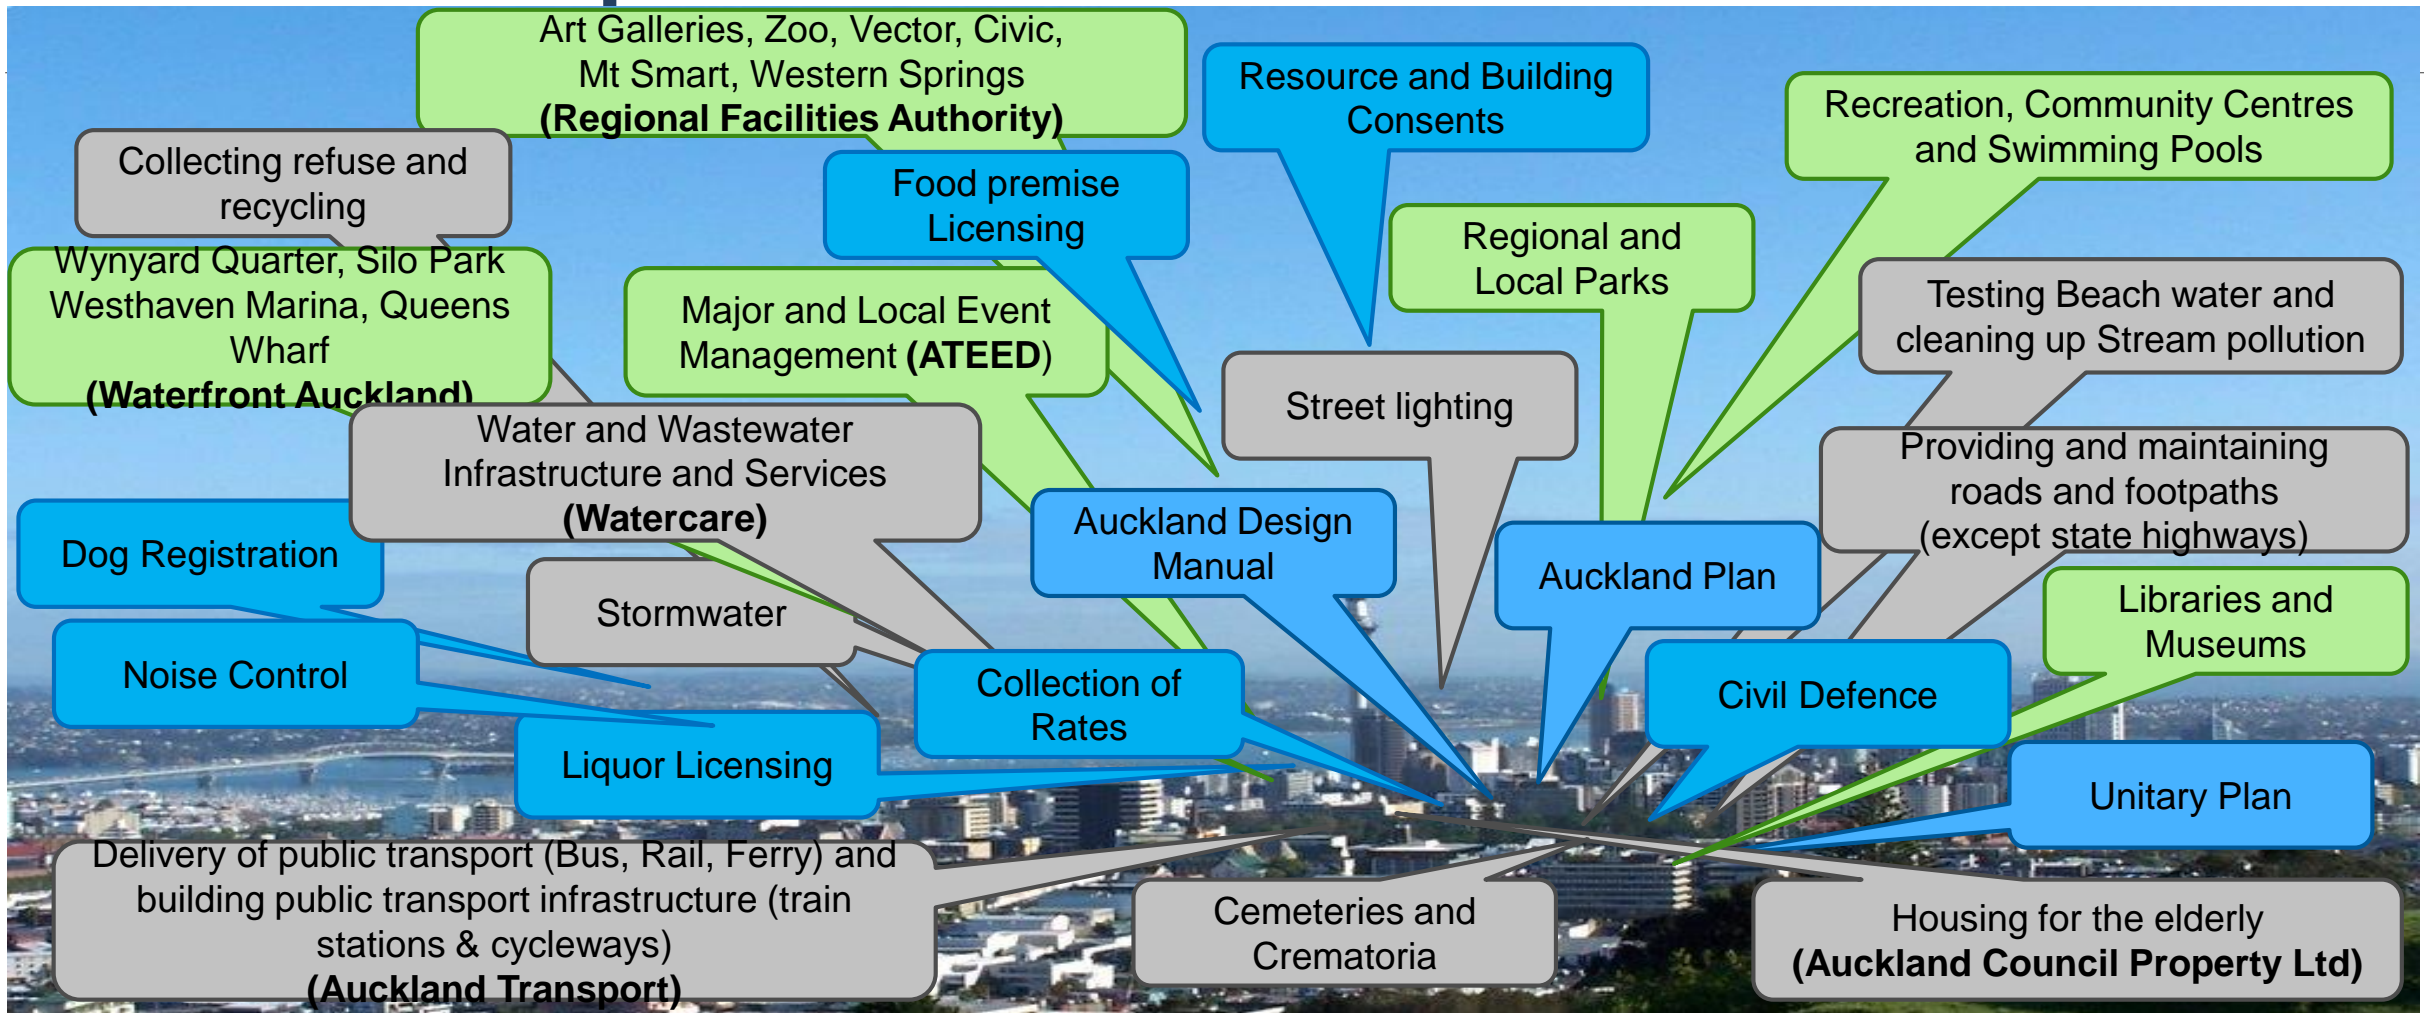 Art Galleries, Zoo, Vector, Civic,
Mt Smart, Western Springs
(Regional Facilities Authority)
Resource and Building
Consents
Recreation, Community Centres
and Swimming Pools
Collecting refuse and
recycling
Food premise
Licensing
Regional and
Local Parks
Wynyard Quarter, Silo Park
Westhaven Marina, Queens
Wharf
(Waterfront Auckland)
Major and Local Event
Management (ATEED)
Testing Beach water and
cleaning up Stream pollution
Street lighting
Water and Wastewater
Infrastructure and Services
(Watercare)
Providing and maintaining
roads and footpaths
(except state highways)
Dog Registration
Auckland Design
Manual
Auckland Plan
Stormwater
Libraries and
Museums
Noise Control
Collection of
Rates
Civil Defence
Liquor Licensing
Unitary Plan
Delivery of public transport (Bus, Rail, Ferry) and
building public transport infrastructure (train
stations & cycleways)
(Auckland Transport)
Cemeteries and
Crematoria
Housing for the elderly
(Auckland Council Property Ltd)